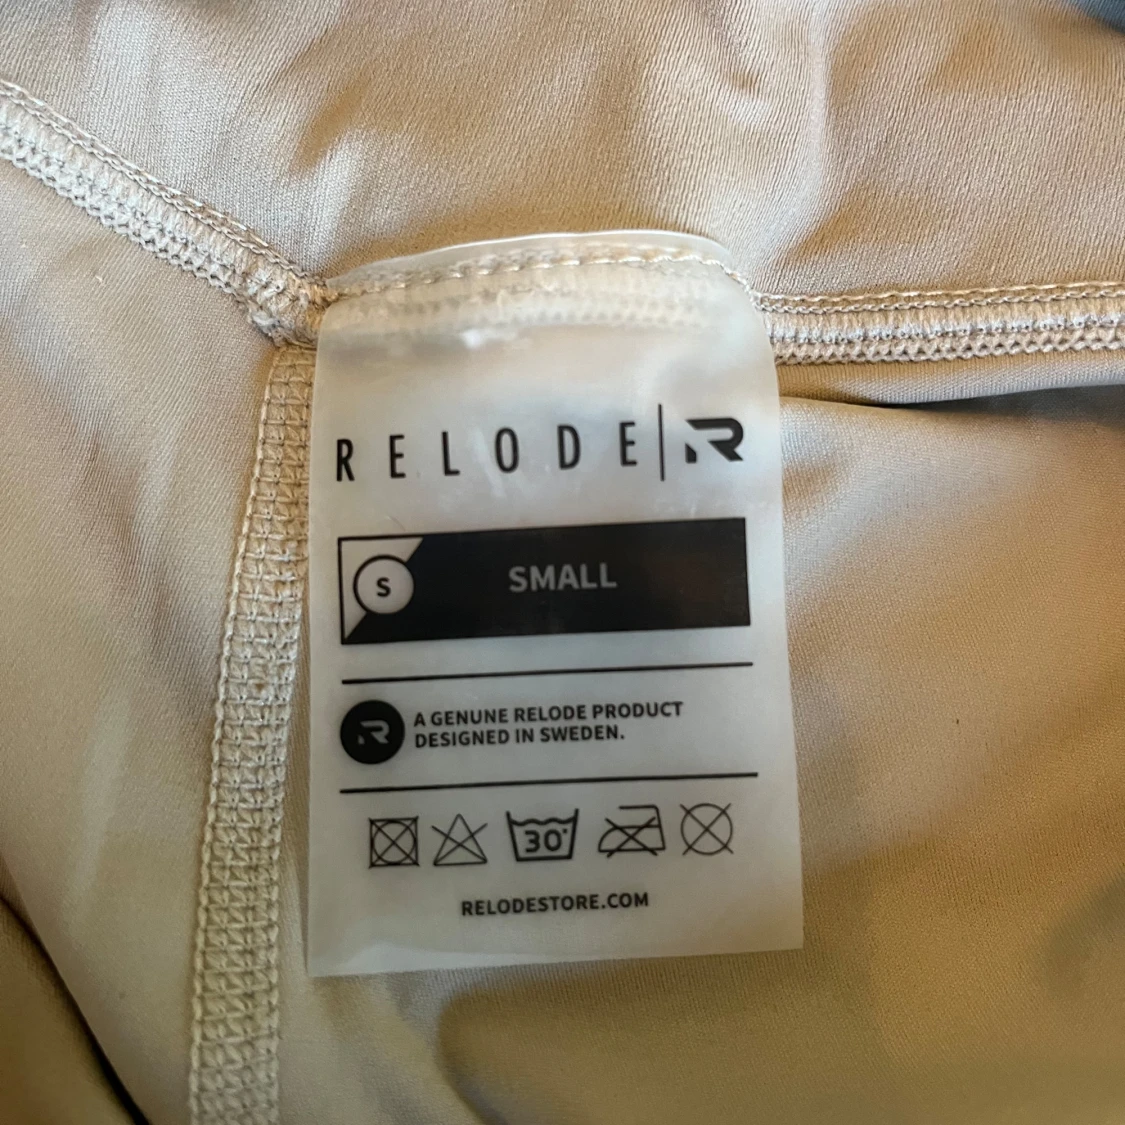 RELODE | R
S SMALL
R A GENUNE RELODE PRODUCT
DESIGNED IN SWEDEN.
30°
RELODESTORE.COM